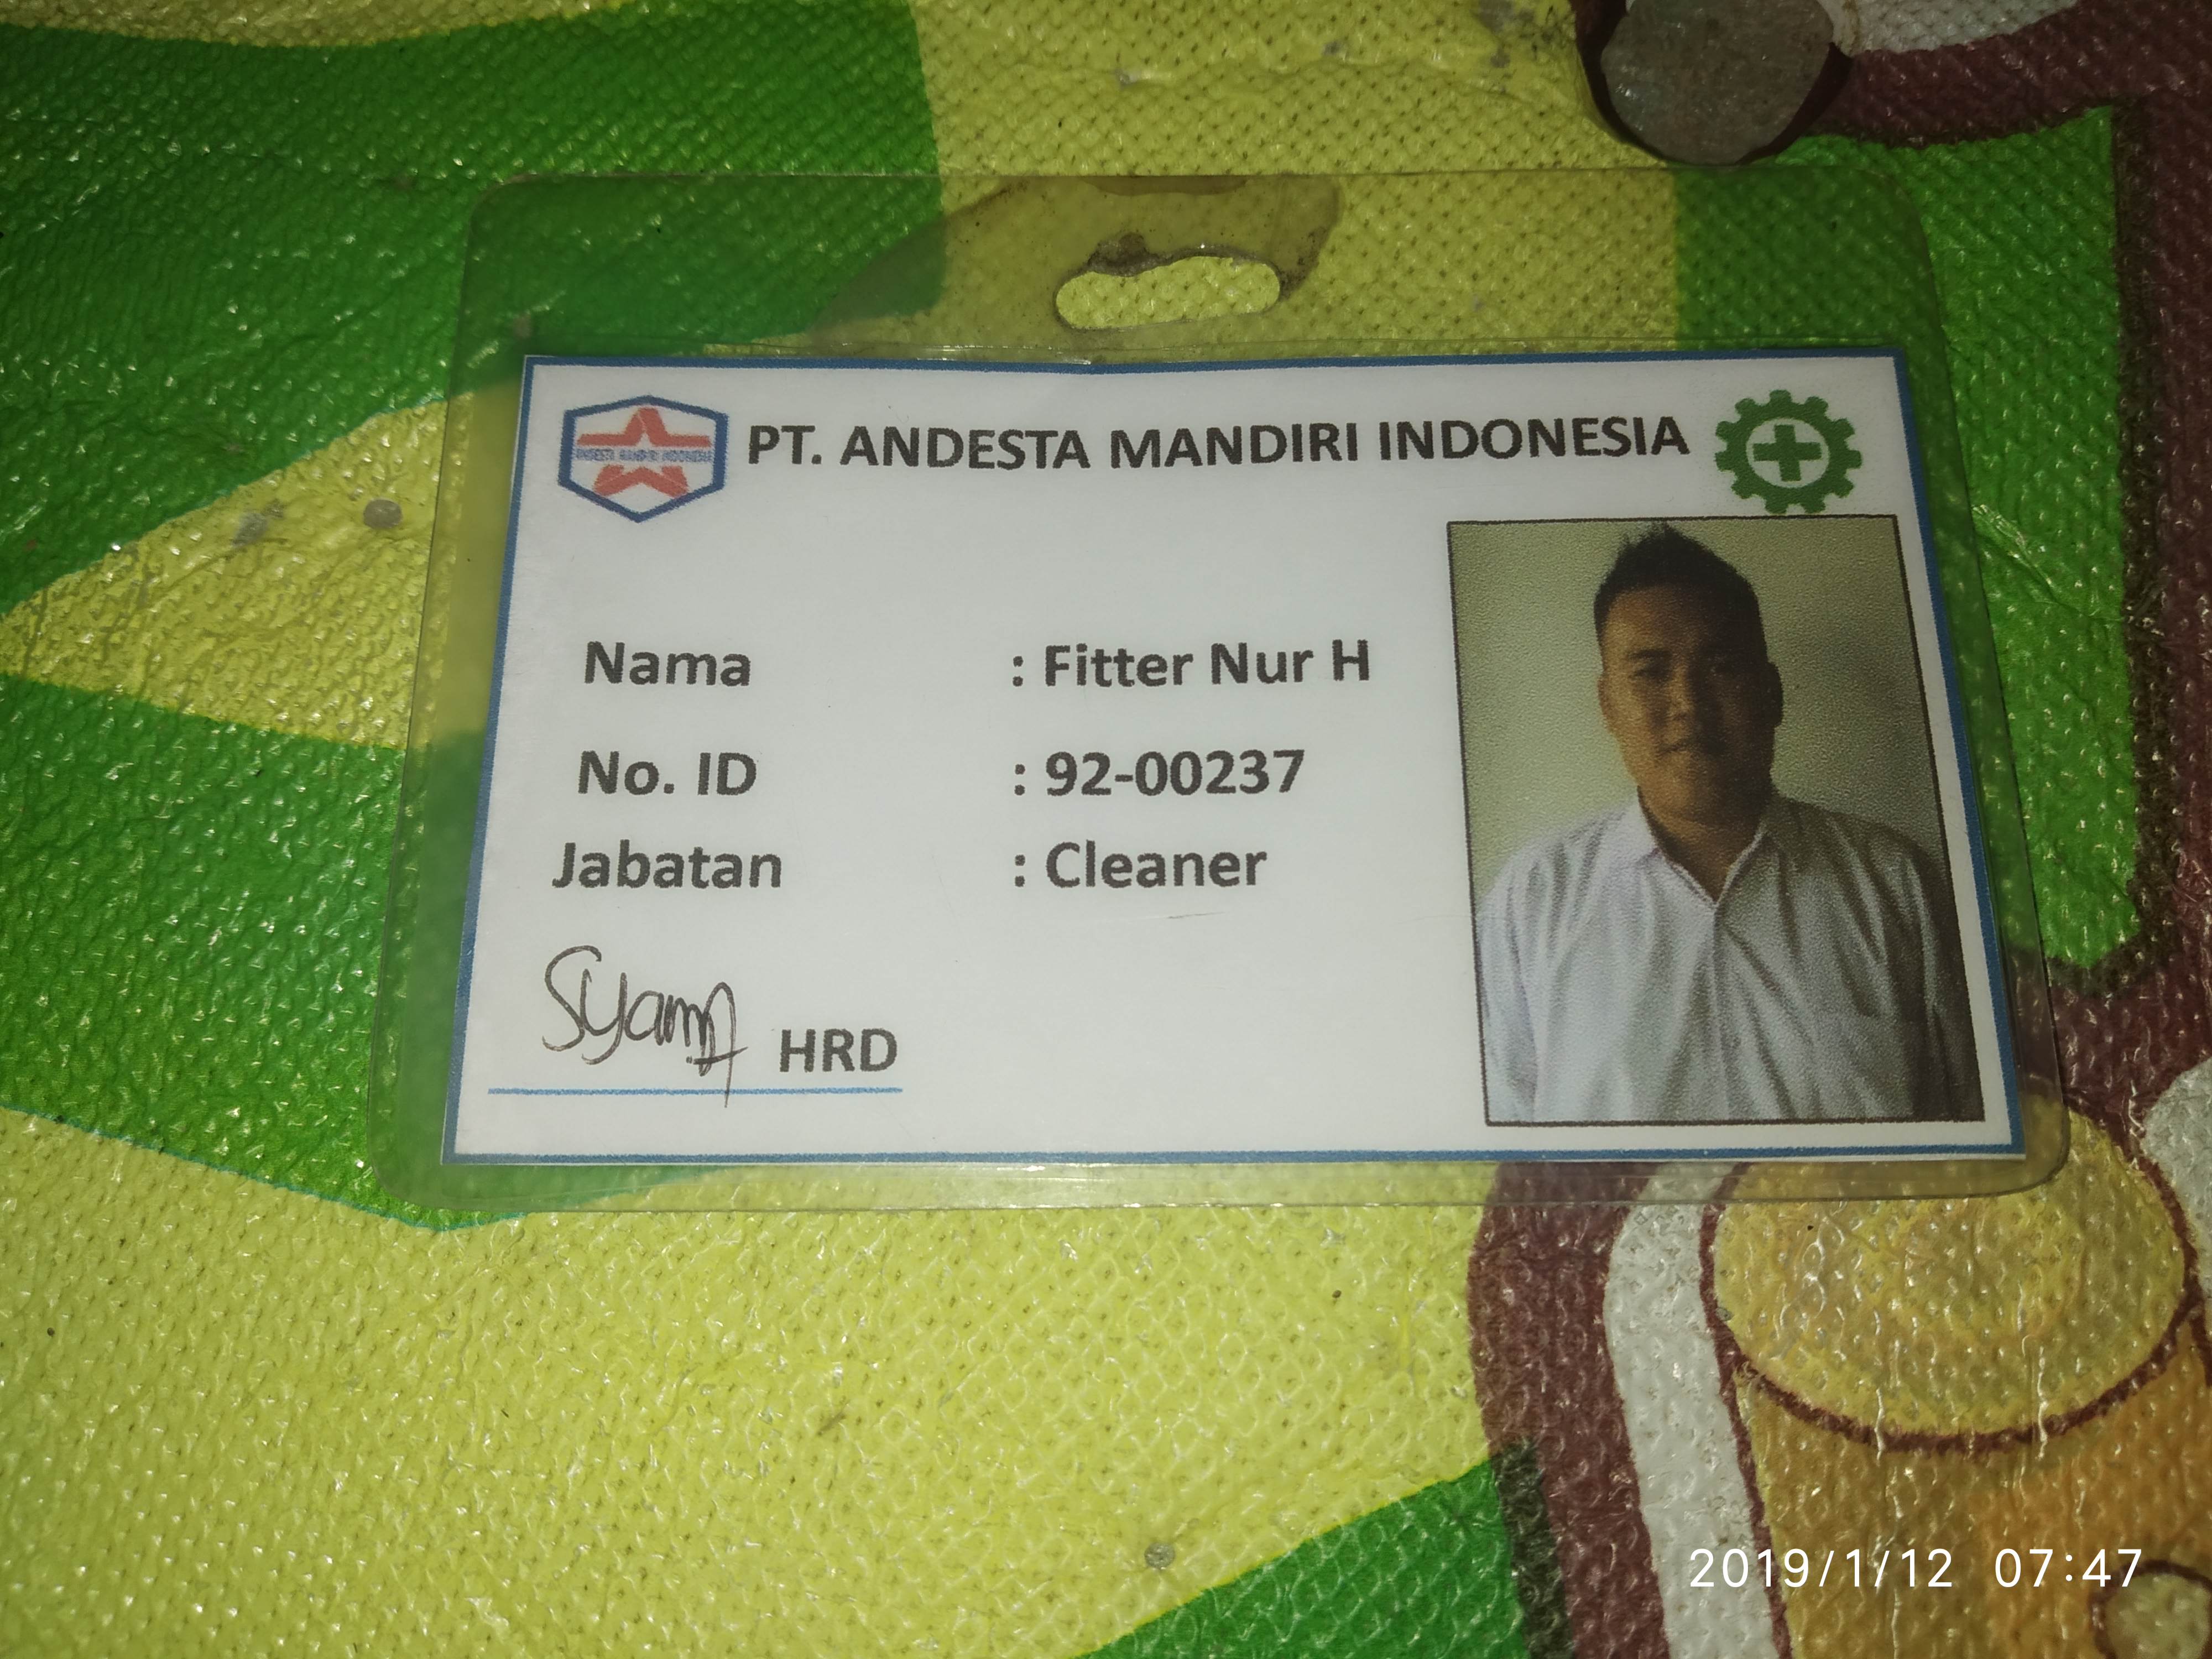 PT. ANDESTA MANDIRI INDONESIA
ANDESTA MANDIRI INDONESIA
Nama : Fitter Nur H
No. ID : 92-00237
Jabatan : Cleaner
Syam
HRD
2019/1/12 07:47